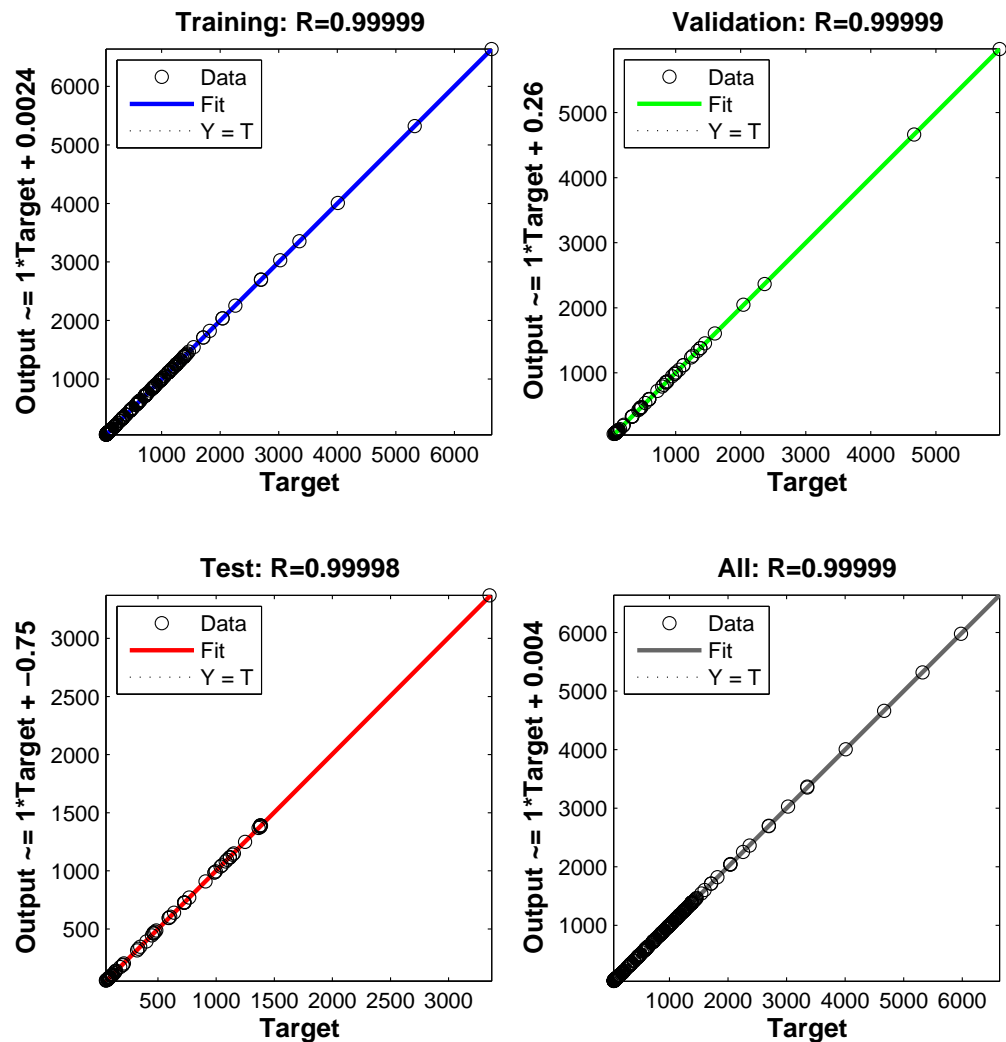 Training: R=0.99999
Output ~= 1*Target + 0.0024
6000
5000
4000
3000
2000
1000
Data
Fit
Y = T
1000 2000 3000 4000 5000 6000
Target
Validation: R=0.99999
Output ~= 1*Target + 0.26
5000
4000
3000
2000
1000
Data
Fit
Y = T
1000 2000 3000 4000 5000
Target
Test: R=0.99998
Output ~= 1*Target + −0.75
3000
2500
2000
1500
1000
500
Data
Fit
Y = T
500 1000 1500 2000 2500 3000
Target
All: R=0.99999
Output ~= 1*Target + 0.004
6000
5000
4000
3000
2000
1000
Data
Fit
Y = T
1000 2000 3000 4000 5000 6000
Target